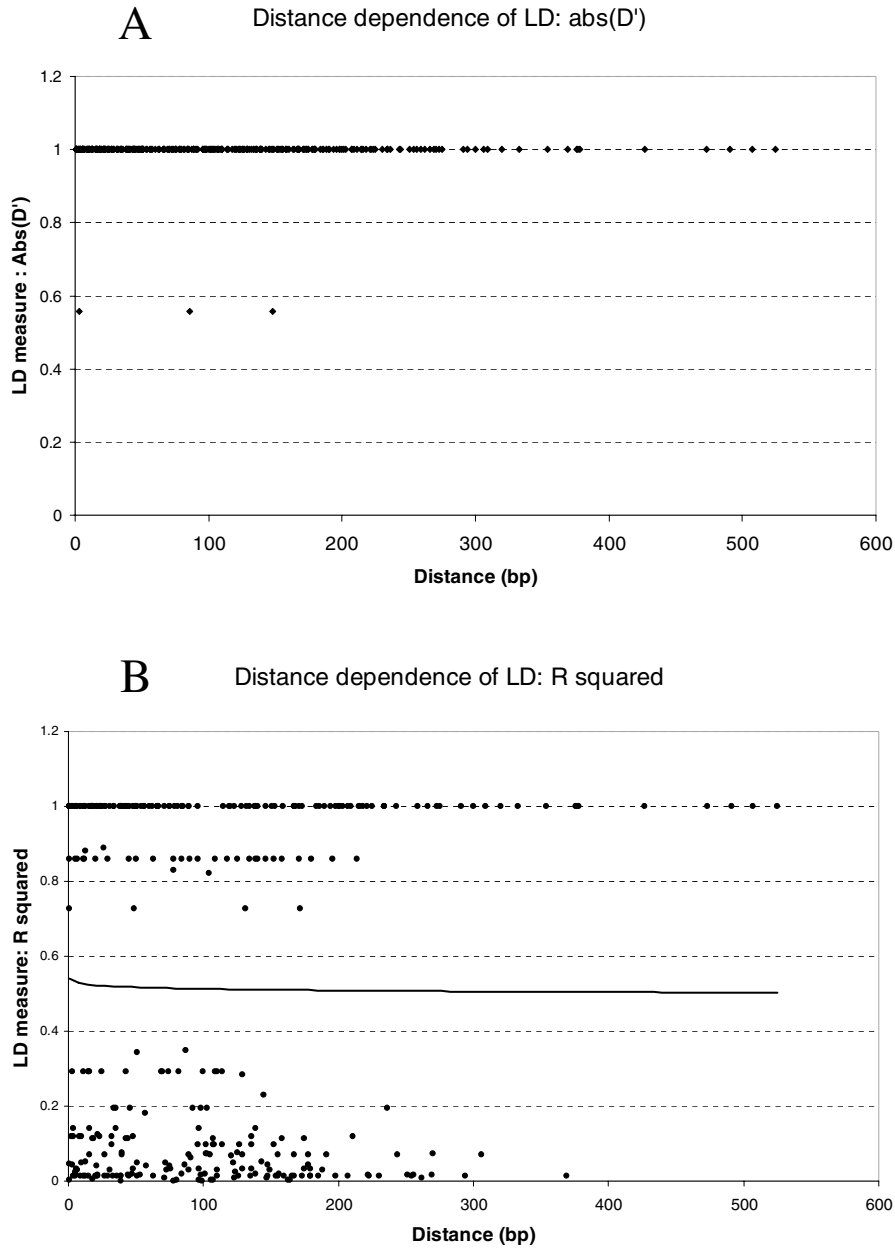 A
Distance dependence of LD: abs(D')
1.2
1
0.8
0.6
0.4
0.2
0
LD measure : Abs(D')
0 100 200 300 400 500 600
Distance (bp)
B
Distance dependence of LD: R squared
1.2
1
0.8
0.6
0.4
0.2
0
LD measure: R squared
0 100 200 300 400 500 600
Distance (bp)